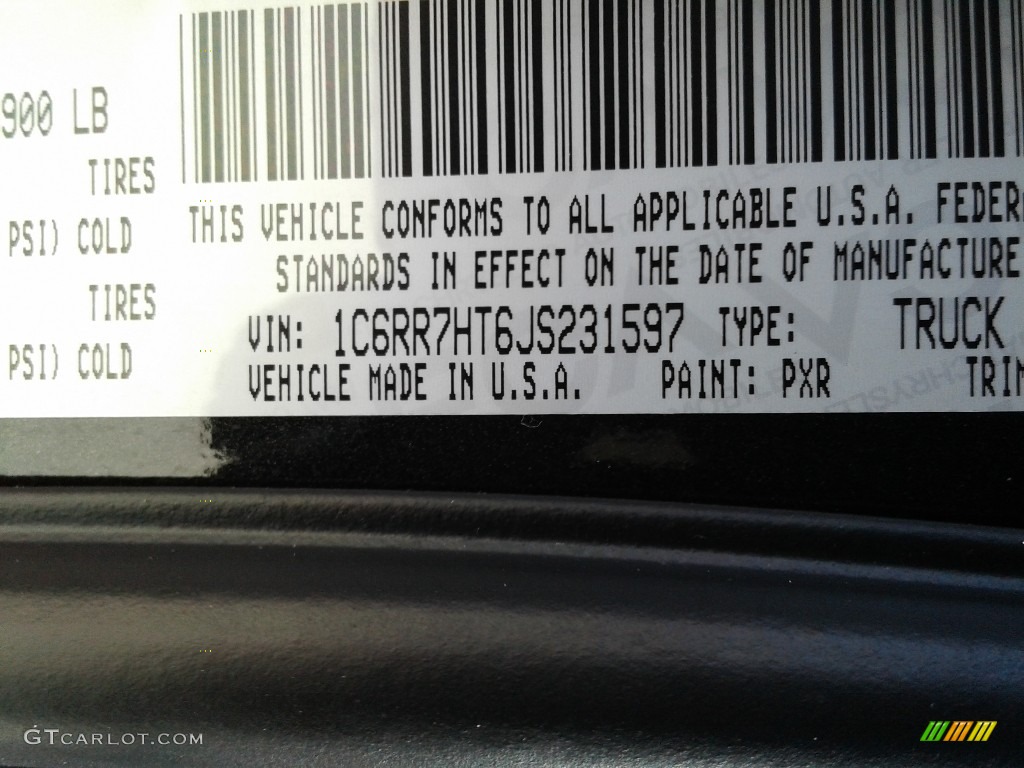 900 LB
TIRES
PSI) COLD
TIRES
PSI) COLD
THIS VEHICLE CONFORMS TO ALL APPLICABLE U.S.A. FEDER
STANDARDS IN EFFECT ON THE DATE OF MANUFACTURE
VIN: 1C6RR7HT6JS231597 TYPE: TRUCK
VEHICLE MADE IN U.S.A. PAINT: PXR TRIM
GTCARLOT.COM